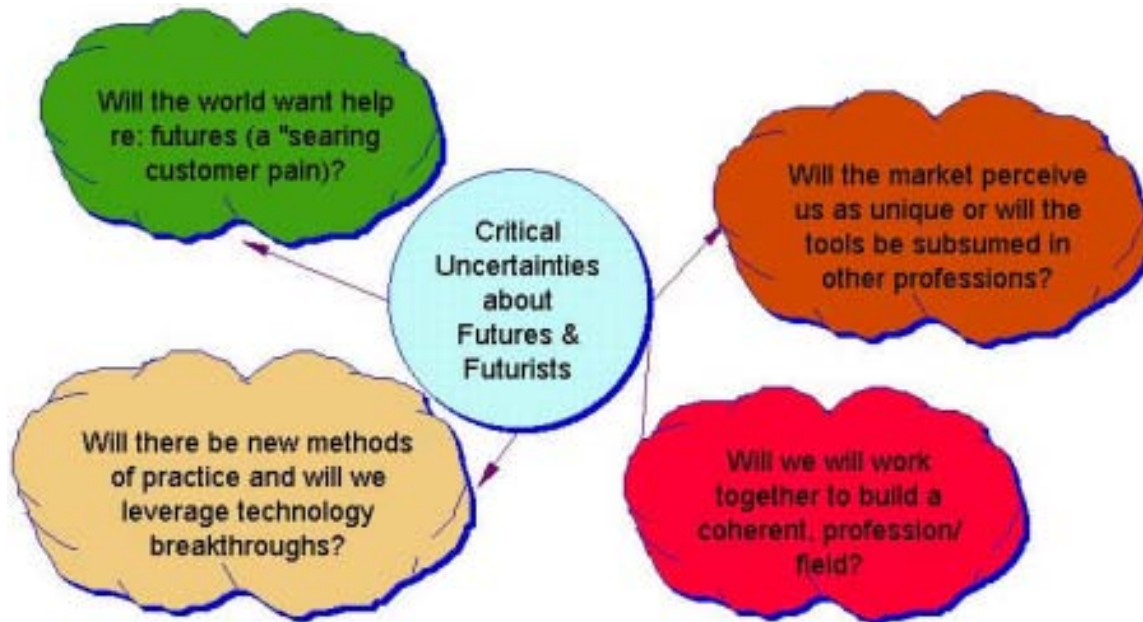 Will the world want help
re: futures (a "searing
customer pain)?
Critical
Uncertainties
about
Futures &
Futurists
Will the market perceive
us as unique or will the
tools be subsumed in
other professions?
Will there be new methods
of practice and will we
leverage technology
breakthroughs?
Will we will work
together to build a
coherent, profession/
field?